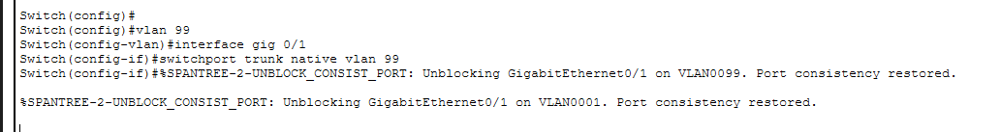 Switch(config)#
Switch(config)#vlan 99
Switch(config-vlan)#interface gig 0/1
Switch(config-if)#switchport trunk native vlan 99
Switch(config-if)#%SPANTREE-2-UNBLOCK_CONSIST_PORT: Unblocking GigabitEthernet0/1 on VLAN0099. Port consistency restored.
%SPANTREE-2-UNBLOCK_CONSIST_PORT: Unblocking GigabitEthernet0/1 on VLAN0001. Port consistency restored.